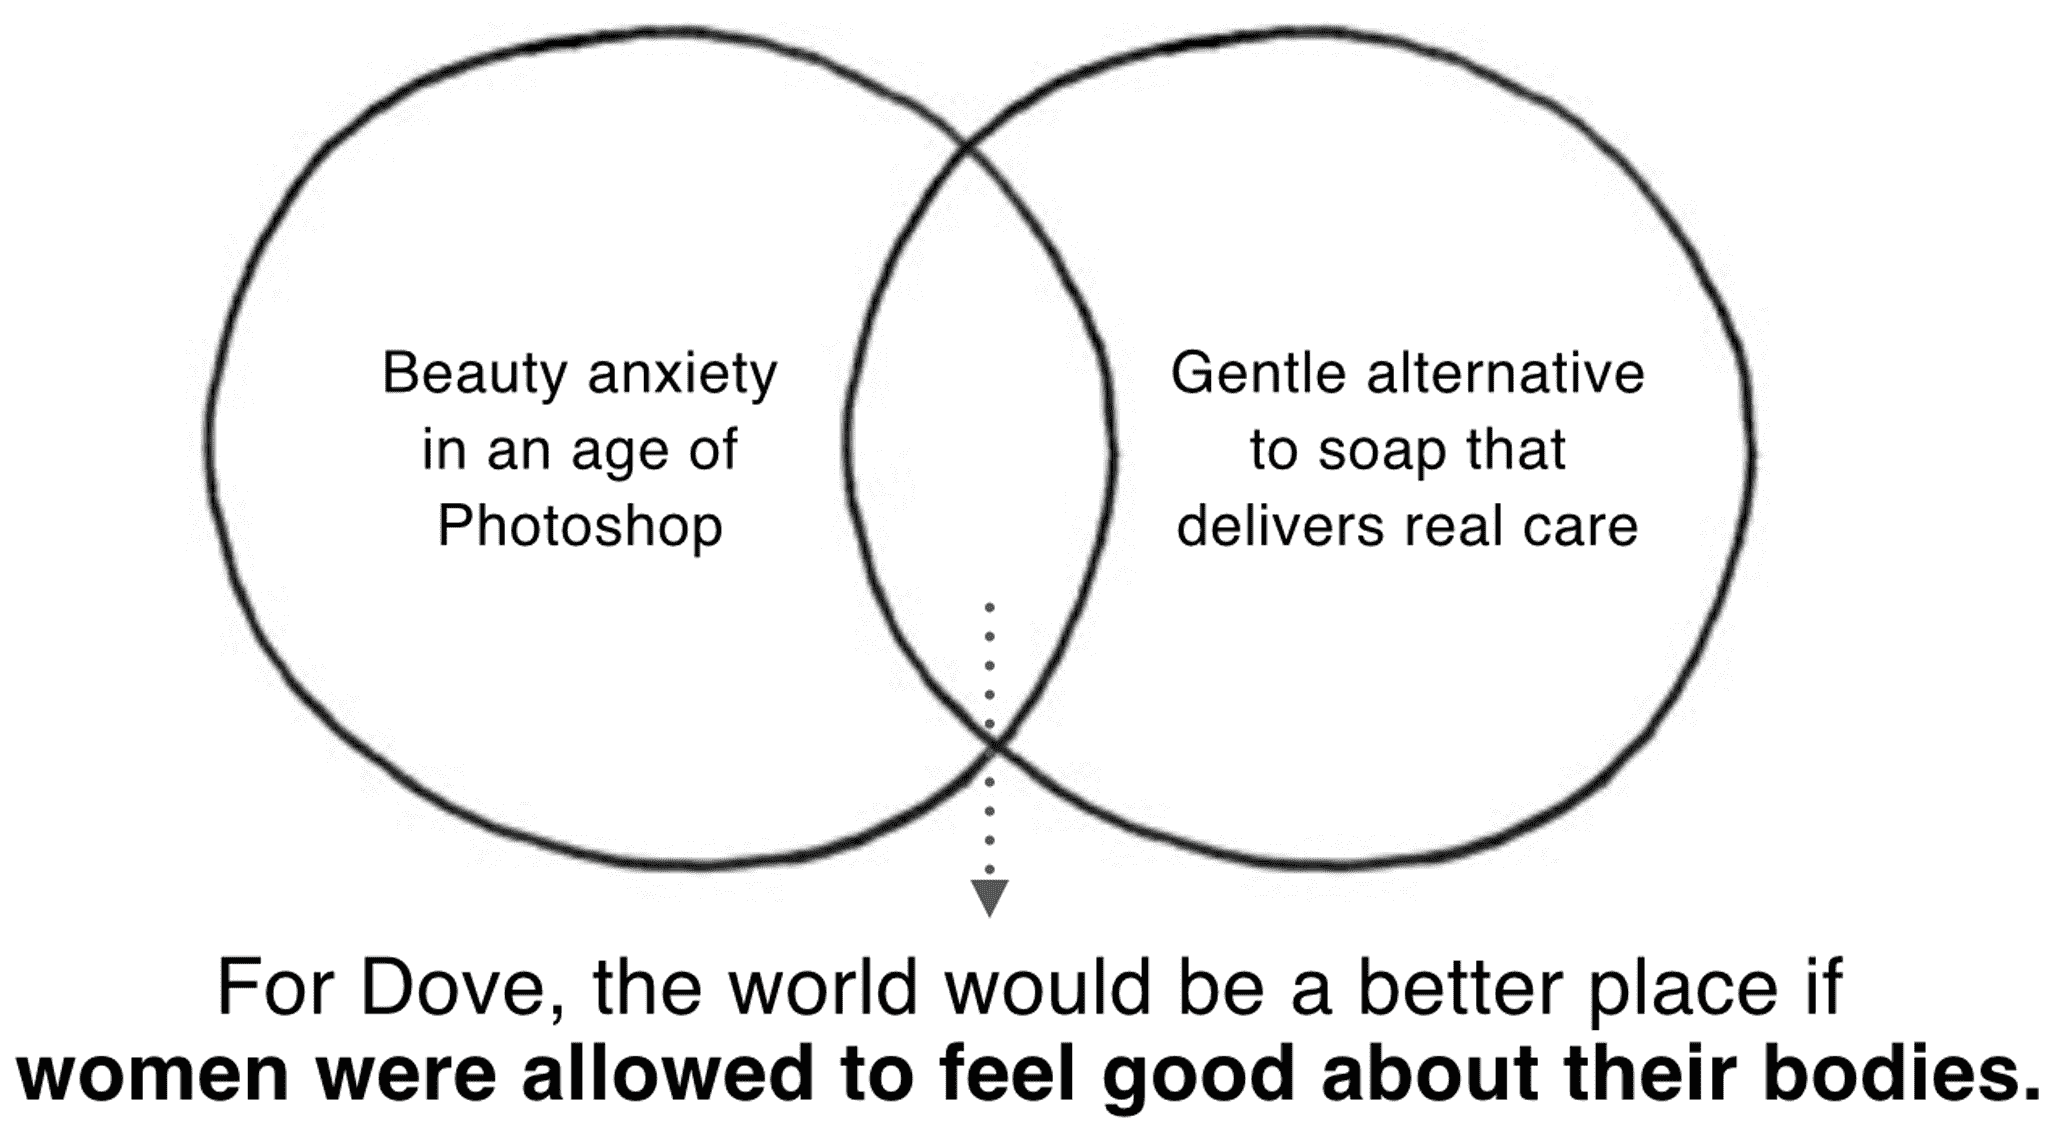 Beauty anxiety
in an age of
Photoshop
Gentle alternative
to soap that
delivers real care
For Dove, the world would be a better place if
women were allowed to feel good about their bodies.